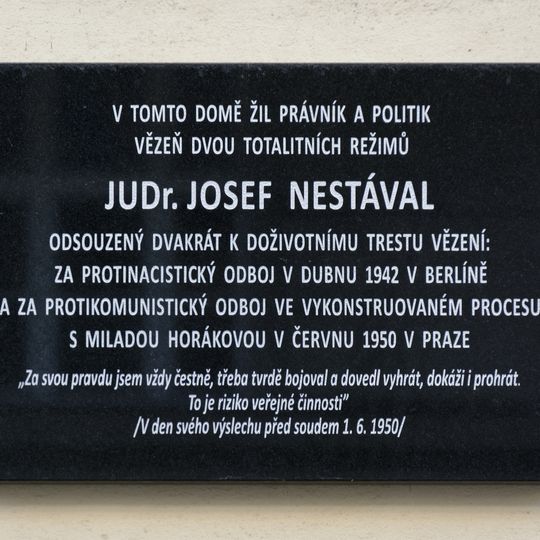 V TOMTO DOMĚ ŽIL PRÁVNÍK A POLITIK
VĚZEŇ DVOU TOTALITNÍCH REŽIMŮ
JUDr. JOSEF NESTÁVAL
ODSOUZENÝ DVAKRÁT K DOŽIVOTNÍMU TRESTU VĚZENÍ:
ZA PROTINACISTICKÝ ODBOJ V DUBNU 1942 V BERLÍNĚ
A ZA PROTIKOMUNISTICKÝ ODBOJ VE VYKONSTRUOVANÉM PROCESU
S MILADOU HORÁKOVOU V ČERVNU 1950 V PRAZE
„Za svou pravdu jsem vždy čestně, třeba tvrdě bojoval a dovedl vyhrát, dokáži i prohrát.
To je riziko veřejné činnosti”
/V den svého výslechu před soudem 1. 6. 1950/